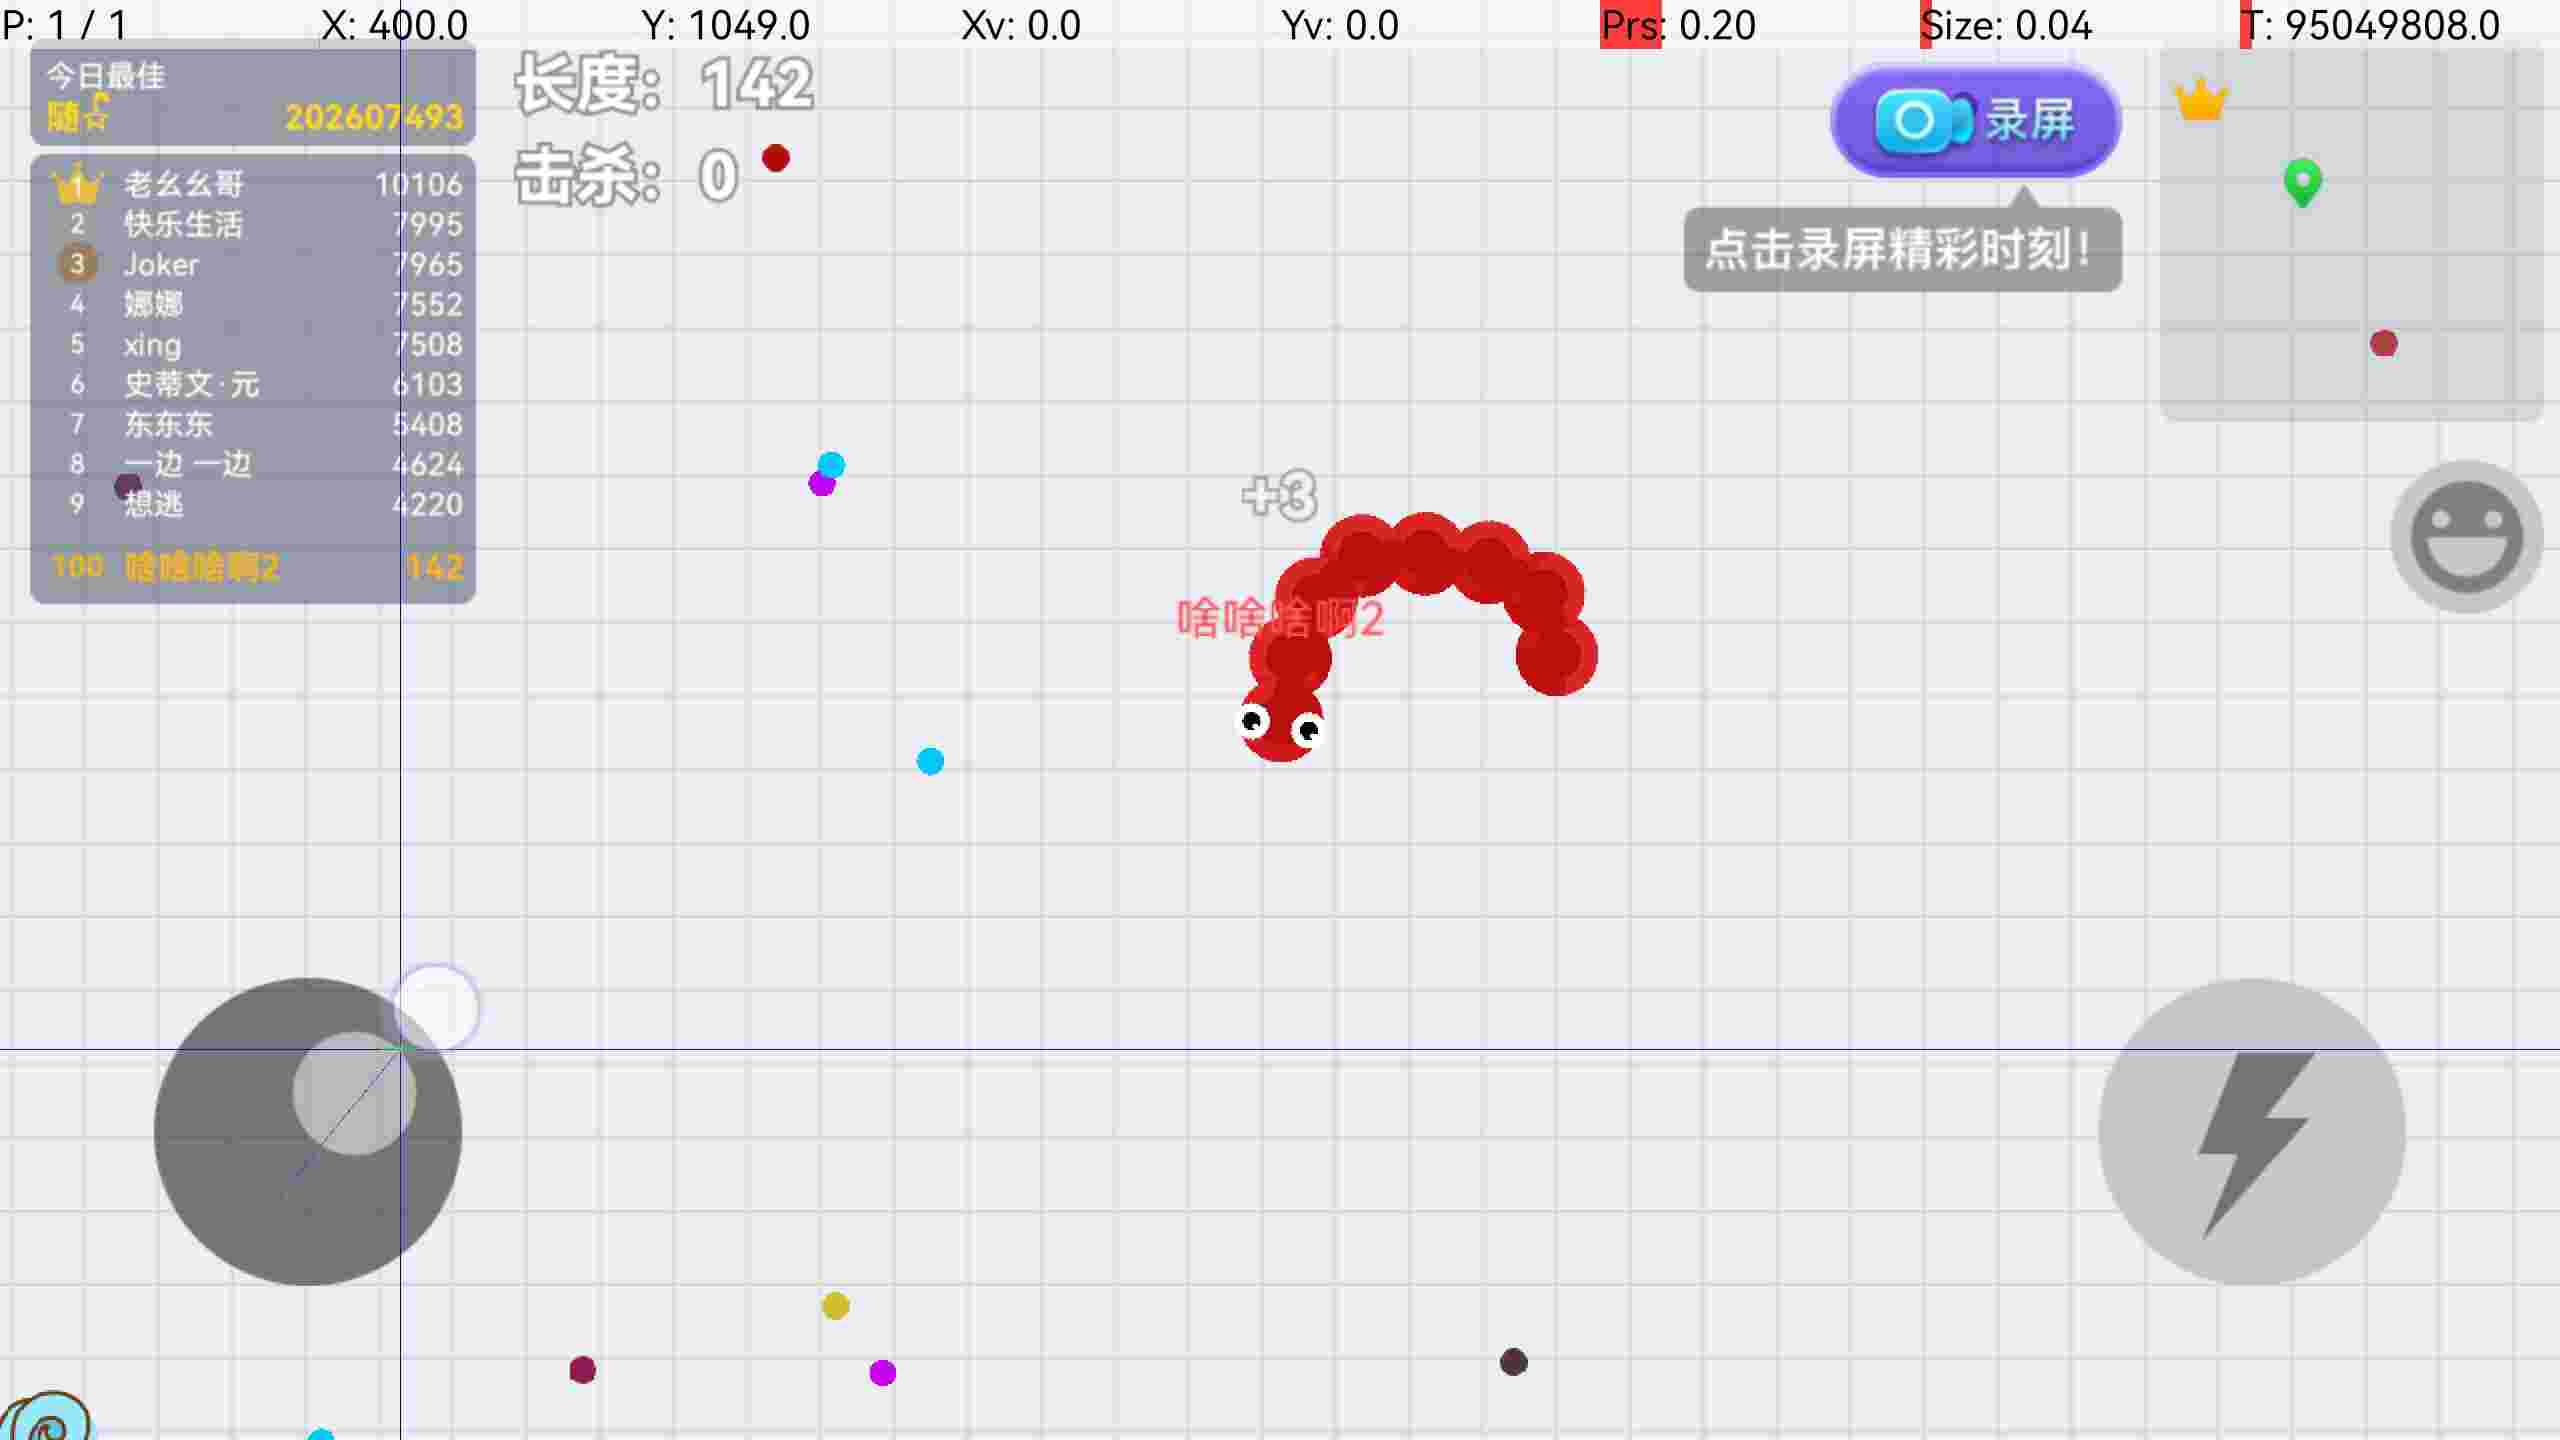 P: 1 / 1 X: 400.0 Y: 1049.0 Xv: 0.0 Yv: 0.0 Prs: 0.20 Size: 0.04 T: 95049808.0
今日最佳
随 202607493
1 老幺幺哥 10106
2 快乐生活 7995
3 Joker 7965
4 娜娜 7552
5 xing 7508
6 史蒂文·元 6103
7 东东东 5408
8 一边 一边 4624
9 想逃 4220
100 啥啥啥啊2 142
长度: 142
击杀: 0
录屏
点击录屏精彩时刻!
+3
啥啥啥啊2